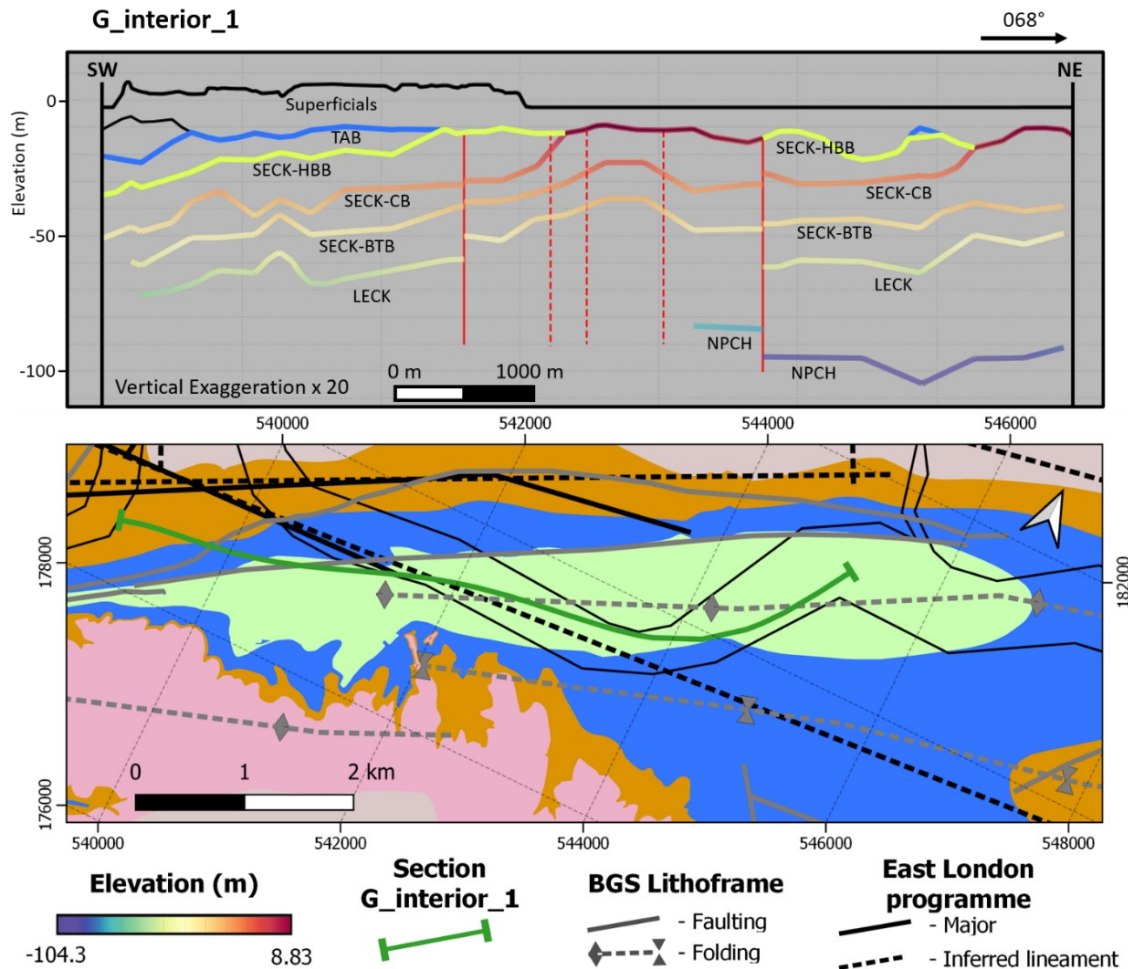 G_interior_1
068°
SW
NE
0
Superficials
TAB
SECK-HBB
SECK-HBB
Elevation (m)
SECK-CB
SECK-CB
-50
SECK-BTB
SECK-BTB
LECK
LECK
NPCH
NPCH
-100
0 m
1000 m
Vertical Exaggeration x 20
540000
542000
544000
546000
178000
182000
0
1
2 km
176000
540000
542000
544000
546000
548000
Elevation (m)
-104.3
8.83
Section
G_interior_1
BGS Lithoframe
- Faulting
- Folding
East London
programme
- Major
- Inferred lineament